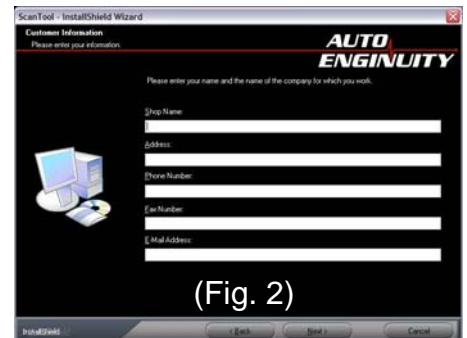 ScanTool - InstallShield Wizard
Customer Information
Please enter your information.
AUTO
ENGINUITY
Please enter your name and the name of the company for which you work.
Shop Name:
Address:
Phone Number:
Fax Number:
E-Mail Address:
(Fig. 2)
InstallShield
< Back
Next >
Cancel